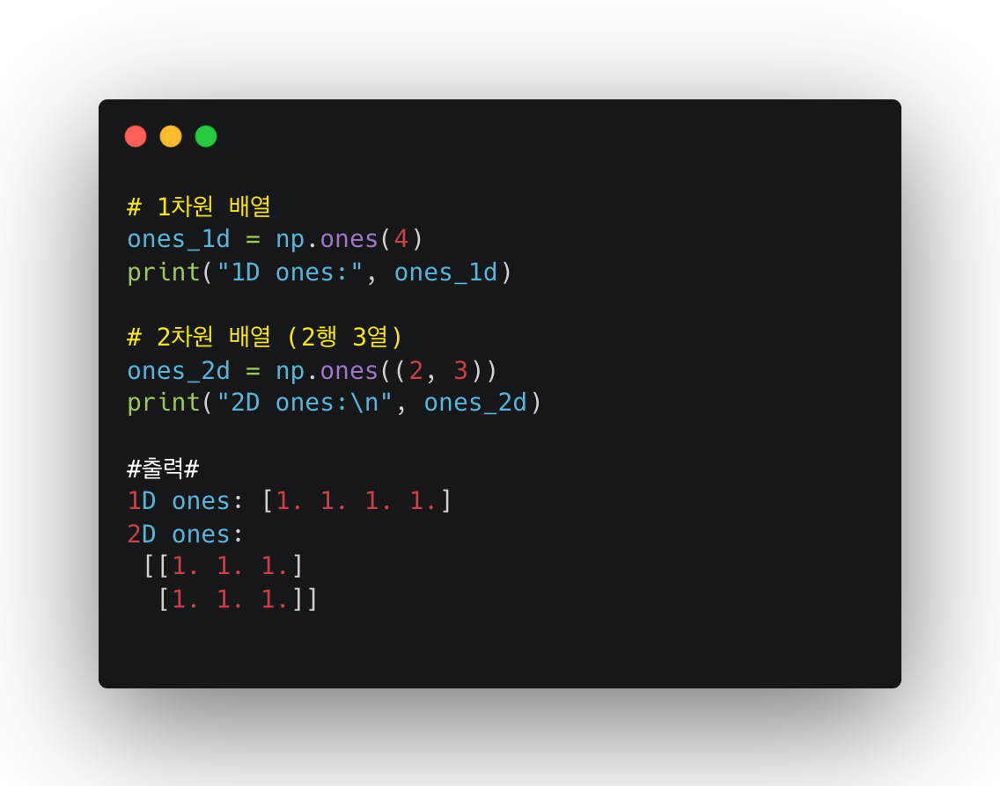 # 1차원 배열
ones_1d = np.ones(4)
print("1D ones:", ones_1d)
# 2차원 배열 (2행 3열)
ones_2d = np.ones((2, 3))
print("2D ones:\n", ones_2d)
#출력#
1D ones: [1. 1. 1. 1.]
2D ones:
 [[1. 1. 1.]
  [1. 1. 1.]]